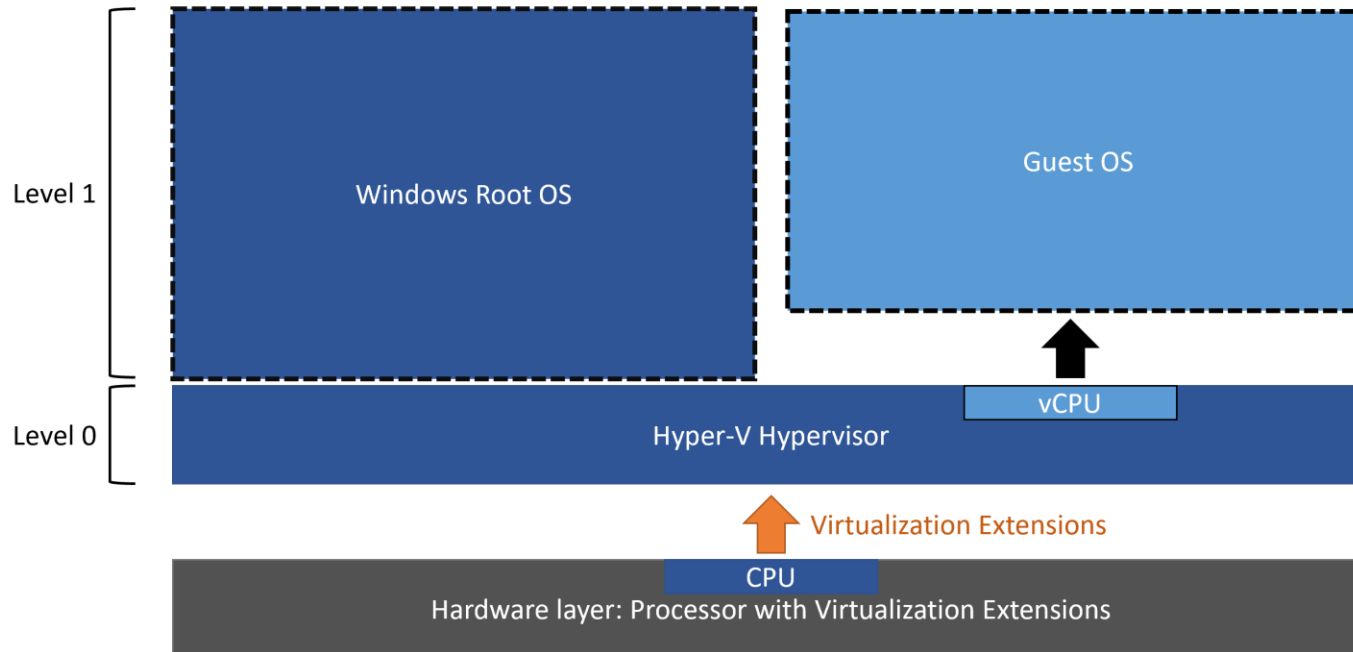 Level 1
Windows Root OS
Guest OS
vCPU
Level 0
Hyper-V Hypervisor
Virtualization Extensions
CPU
Hardware layer: Processor with Virtualization Extensions